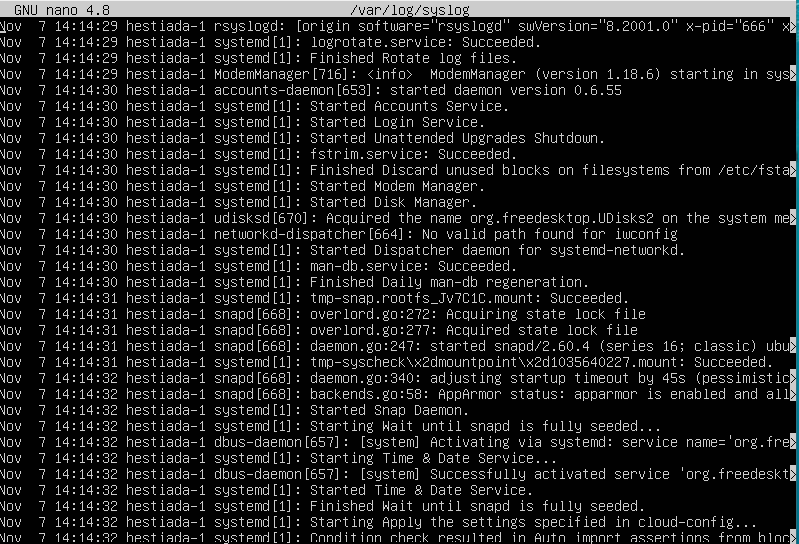 GNU nano 4.8 /var/log/syslog
Nov  7 14:14:29 hestiada-1 rsyslogd: [origin software="rsyslogd" swVersion="8.2001.0" x-pid="666" x>
Nov  7 14:14:29 hestiada-1 systemd[1]: logrotate.service: Succeeded.
Nov  7 14:14:29 hestiada-1 systemd[1]: Finished Rotate log files.
Nov  7 14:14:29 hestiada-1 ModemManager[716]: <info>  ModemManager (version 1.18.6) starting in sys>
Nov  7 14:14:30 hestiada-1 accounts-daemon[653]: started daemon version 0.6.55
Nov  7 14:14:30 hestiada-1 systemd[1]: Started Accounts Service.
Nov  7 14:14:30 hestiada-1 systemd[1]: Started Login Service.
Nov  7 14:14:30 hestiada-1 systemd[1]: Started Unattended Upgrades Shutdown.
Nov  7 14:14:30 hestiada-1 systemd[1]: fstrim.service: Succeeded.
Nov  7 14:14:30 hestiada-1 systemd[1]: Finished Discard unused blocks on filesystems from /etc/fsta>
Nov  7 14:14:30 hestiada-1 systemd[1]: Started Modem Manager.
Nov  7 14:14:30 hestiada-1 systemd[1]: Started Disk Manager.
Nov  7 14:14:30 hestiada-1 udisksd[670]: Acquired the name org.freedesktop.UDisks2 on the system me>
Nov  7 14:14:30 hestiada-1 networkd-dispatcher[664]: No valid path found for iwconfig
Nov  7 14:14:30 hestiada-1 systemd[1]: Started Dispatcher daemon for systemd-networkd.
Nov  7 14:14:30 hestiada-1 systemd[1]: man-db.service: Succeeded.
Nov  7 14:14:30 hestiada-1 systemd[1]: Finished Daily man-db regeneration.
Nov  7 14:14:31 hestiada-1 systemd[1]: tmp-snap.rootfs_Jv7C1C.mount: Succeeded.
Nov  7 14:14:31 hestiada-1 snapd[668]: overlord.go:272: Acquiring state lock file
Nov  7 14:14:31 hestiada-1 snapd[668]: overlord.go:277: Acquired state lock file
Nov  7 14:14:31 hestiada-1 snapd[668]: daemon.go:247: started snapd/2.60.4 (series 16; classic) ubu>
Nov  7 14:14:31 hestiada-1 systemd[1]: tmp-syscheck\x2dmountpoint\x2d1035640227.mount: Succeeded.
Nov  7 14:14:32 hestiada-1 snapd[668]: daemon.go:340: adjusting startup timeout by 45s (pessimistic>
Nov  7 14:14:32 hestiada-1 snapd[668]: backends.go:58: AppArmor status: apparmor is enabled and all>
Nov  7 14:14:32 hestiada-1 systemd[1]: Started Snap Daemon.
Nov  7 14:14:32 hestiada-1 systemd[1]: Starting Wait until snapd is fully seeded...
Nov  7 14:14:32 hestiada-1 dbus-daemon[657]: [system] Activating via systemd: service name='org.fre>
Nov  7 14:14:32 hestiada-1 systemd[1]: Starting Time & Date Service...
Nov  7 14:14:32 hestiada-1 dbus-daemon[657]: [system] Successfully activated service 'org.freedeskt>
Nov  7 14:14:32 hestiada-1 systemd[1]: Started Time & Date Service.
Nov  7 14:14:32 hestiada-1 systemd[1]: Finished Wait until snapd is fully seeded.
Nov  7 14:14:32 hestiada-1 systemd[1]: Starting Apply the settings specified in cloud-config...
Nov  7 14:14:32 hestiada-1 systemd[1]: Condition check resulted in Auto import assertions from bloc>